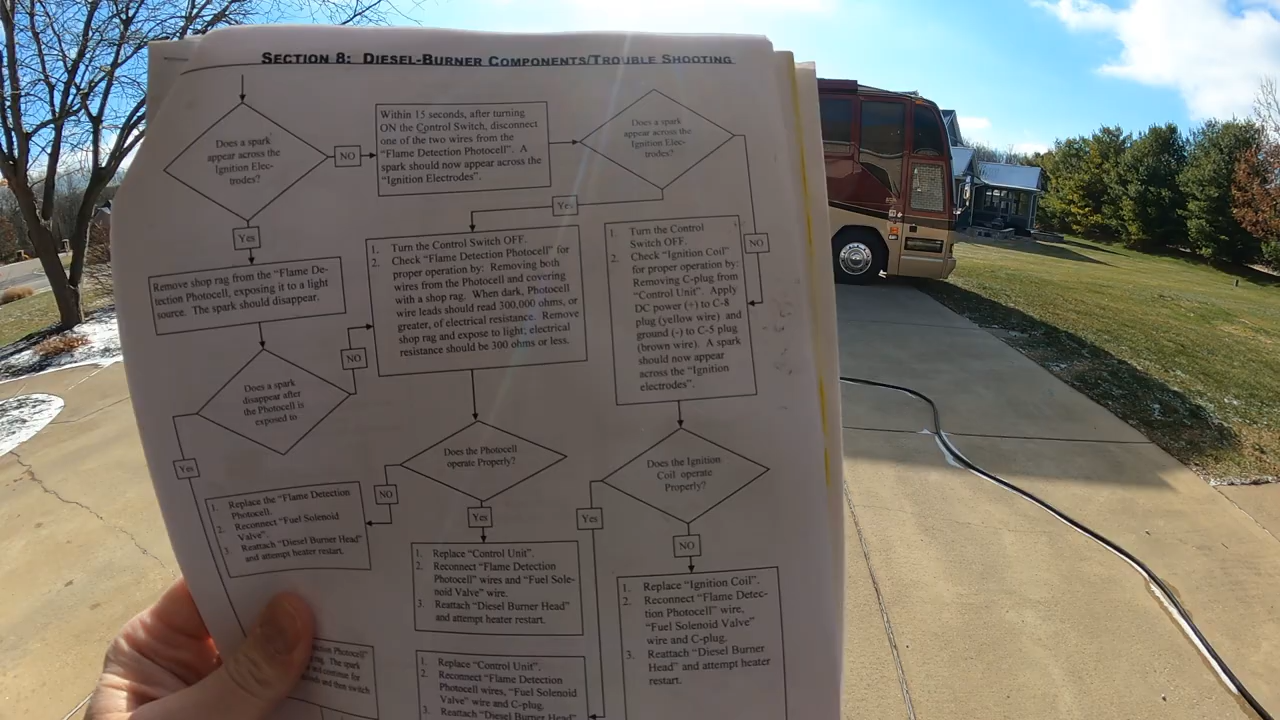 SECTION 8: DIESEL-BURNER COMPONENTS/TROUBLE SHOOTING
Does a spark
appear across the
Ignition Elec-
trodes?
NO
Within 15 seconds, after turning
ON the Control Switch, disconnect
one of the two wires from the
"Flame Detection Photocell". A
spark should now appear across the
"Ignition Electrodes".
Does a spark
appear across the
Ignition Elec-
trodes?
Yes
NO
Yes
Remove shop rag from the "Flame De-
tection Photocell, exposing it to a light
source. The spark should disappear.
1. Turn the Control Switch OFF.
2. Check "Flame Detection Photocell" for
proper operation by: Removing both
wires from the Photocell and covering
with a shop rag. When dark, Photocell
wire leads should read 300,000 ohms, or
greater, of electrical resistance. Remove
shop rag and expose to light; electrical
resistance should be 300 ohms or less.
1. Turn the Control
Switch OFF.
2. Check "Ignition Coil"
for proper operation by:
Removing C-plug from
"Control Unit". Apply
DC power (+) to C-8
plug (yellow wire) and
ground (-) to C-5 plug
(brown wire). A spark
should now appear
across the "Ignition
electrodes".
NO
Does a spark
disappear after
the Photocell is
exposed to
Yes
Does the Photocell
operate Properly?
NO
Yes
Does the Ignition
Coil operate
Properly?
Yes
NO
1. Replace the "Flame Detection
Photocell.
2. Reconnect "Fuel Solenoid
Valve".
3. Reattach "Diesel Burner Head"
and attempt heater restart.
1. Replace "Control Unit".
2. Reconnect "Flame Detection
Photocell" wires and "Fuel Sole-
noid Valve" wire.
3. Reattach "Diesel Burner Head"
and attempt heater restart.
1. Replace "Ignition Coil".
2. Reconnect "Flame Detec-
tion Photocell" wire,
"Fuel Solenoid Valve"
wire and C-plug.
3. Reattach "Diesel Burner
Head" and attempt heater
restart.
Photocell"
rag. The spark
continue for
and then switch
1. Replace "Control Unit".
2. Reconnect "Flame Detection
Photocell wires, "Fuel Solenoid
Valve" wire and C-plug.
3. Reattach "Diesel Burner Head"